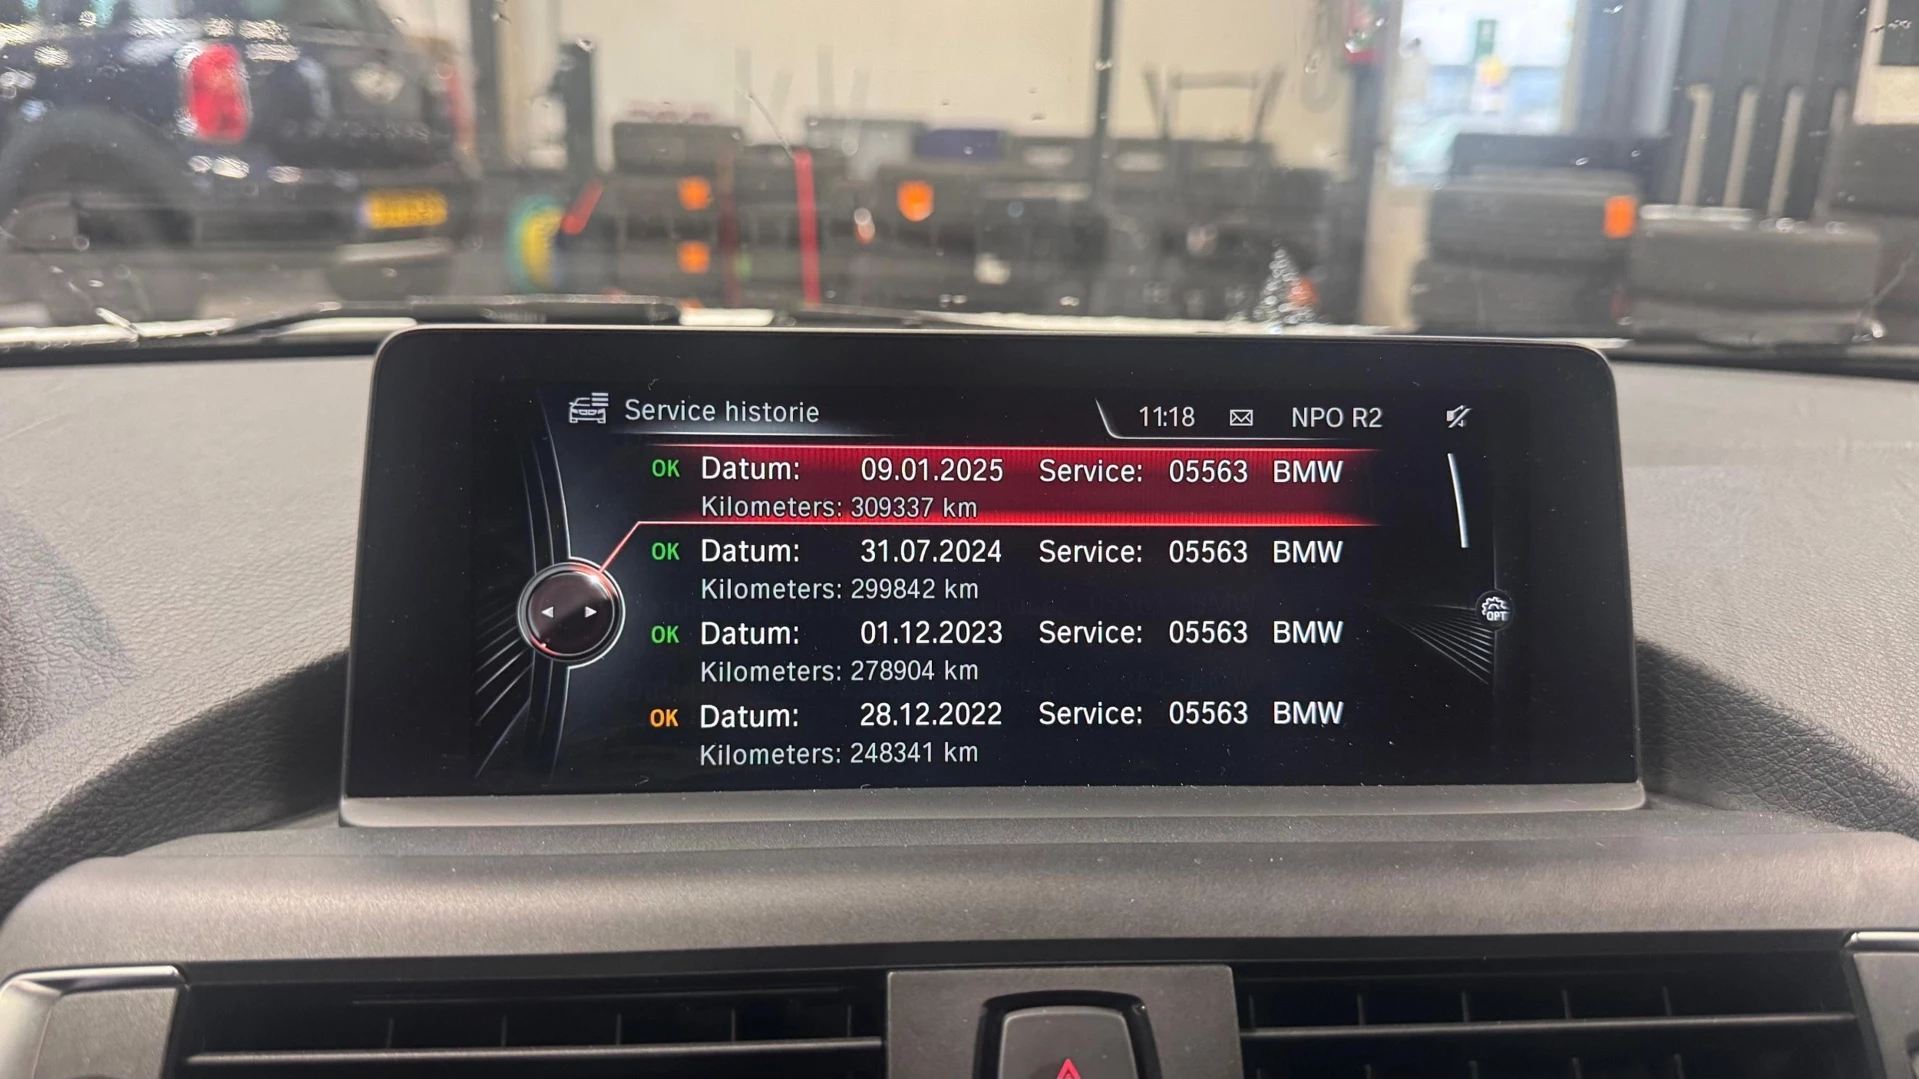 Service historie 11:18 NPO R2
OK Datum: 09.01.2025 Service: 05563 BMW
Kilometers: 309337 km
OK Datum: 31.07.2024 Service: 05563 BMW
Kilometers: 299842 km
OK Datum: 01.12.2023 Service: 05563 BMW
Kilometers: 278904 km
OPT
OK Datum: 28.12.2022 Service: 05563 BMW
Kilometers: 248341 km